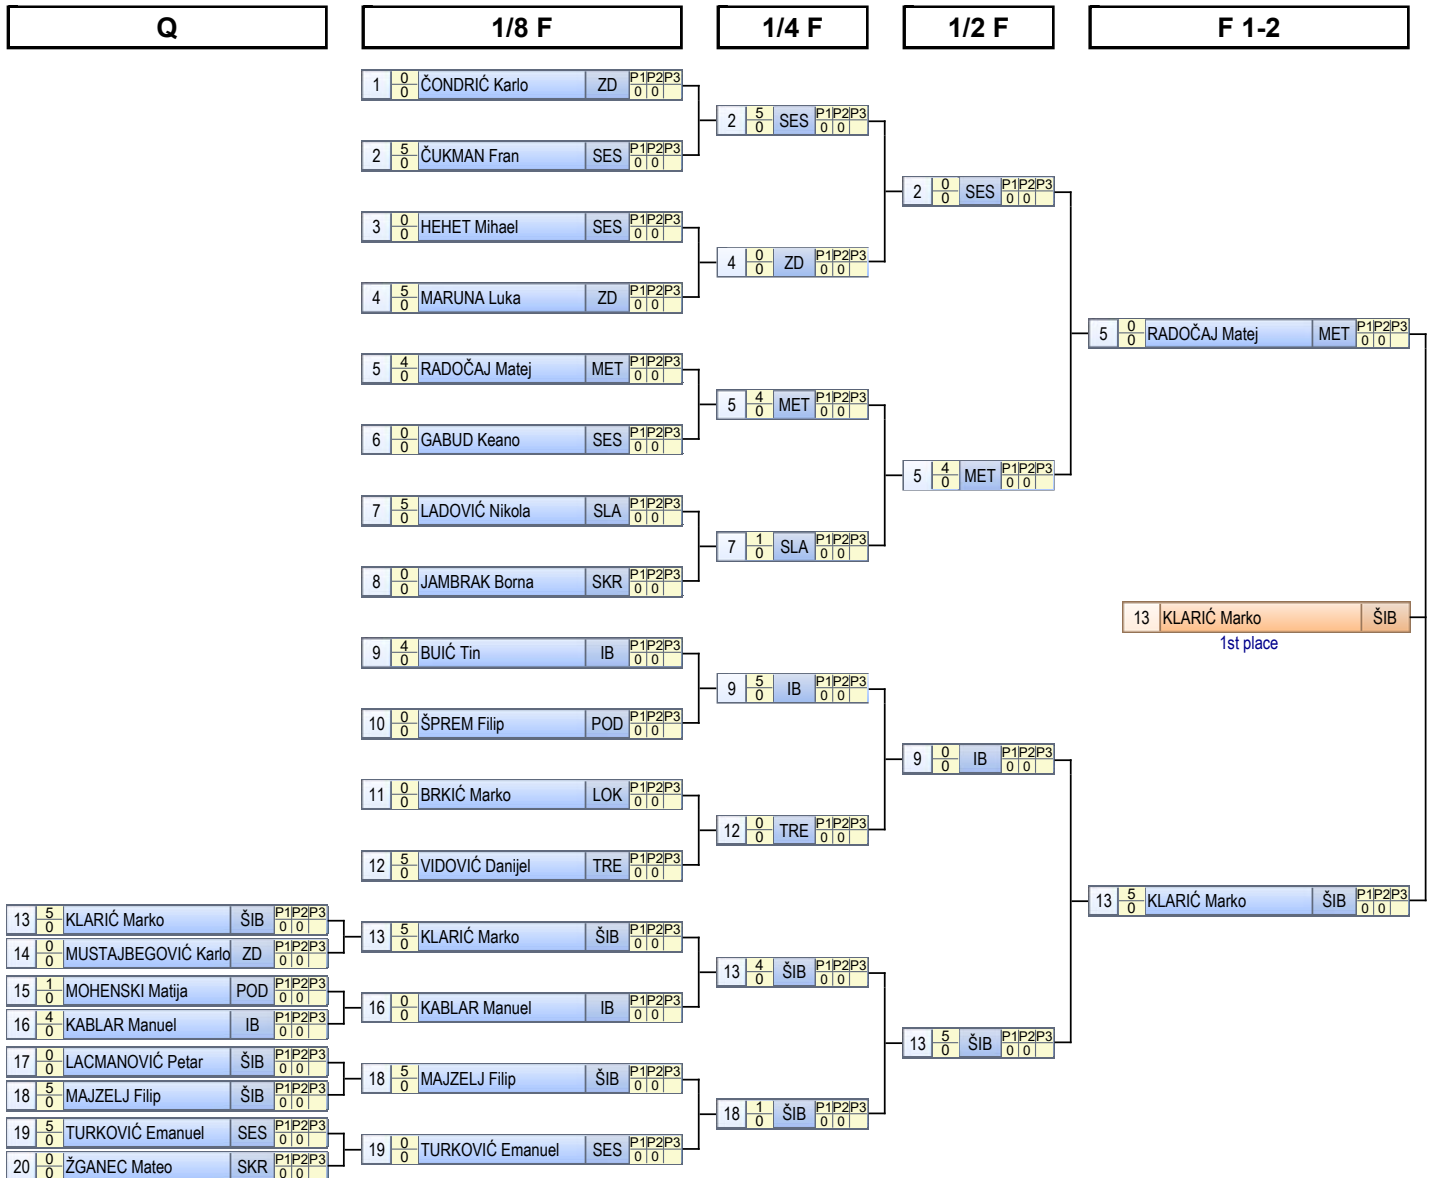 Q 1/8 F 1/4 F 1/2 F F 1-2
1 0 0 ČONDRIĆ Karlo ZD P1 P2 P3 0 0
2 5 0 SES P1 P2 P3 0 0
2 5 0 ČUKMAN Fran SES P1 P2 P3 0 0
2 0 0 SES P1 P2 P3 0 0
3 0 0 HEHET Mihael SES P1 P2 P3 0 0
4 0 0 ZD P1 P2 P3 0 0
4 5 0 MARUNA Luka ZD P1 P2 P3 0 0
5 0 0 RADOČAJ Matej MET P1 P2 P3 0 0
5 4 0 RADOČAJ Matej MET P1 P2 P3 0 0
5 4 0 MET P1 P2 P3 0 0
6 0 0 GABUD Keano SES P1 P2 P3 0 0
5 4 0 MET P1 P2 P3 0 0
7 5 0 LADOVIĆ Nikola SLA P1 P2 P3 0 0
7 1 0 SLA P1 P2 P3 0 0
8 0 0 JAMBRAK Borna SKR P1 P2 P3 0 0
13 KLARIĆ Marko ŠIB
1st place
9 4 0 BUIĆ Tin IB P1 P2 P3 0 0
9 5 0 IB P1 P2 P3 0 0
10 0 0 ŠPREM Filip POD P1 P2 P3 0 0
9 0 0 IB P1 P2 P3 0 0
11 0 0 BRKIĆ Marko LOK P1 P2 P3 0 0
12 0 0 TRE P1 P2 P3 0 0
12 5 0 VIDOVIĆ Danijel TRE P1 P2 P3 0 0
13 5 0 KLARIĆ Marko ŠIB P1 P2 P3 0 0
13 5 0 KLARIĆ Marko ŠIB P1 P2 P3 0 0
13 5 0 KLARIĆ Marko ŠIB P1 P2 P3 0 0
14 0 0 MUSTAJBEGOVIĆ Karlo ZD P1 P2 P3 0 0
13 4 0 ŠIB P1 P2 P3 0 0
15 1 0 MOHENSKI Matija POD P1 P2 P3 0 0
16 0 0 KABLAR Manuel IB P1 P2 P3 0 0
16 4 0 KABLAR Manuel IB P1 P2 P3 0 0
13 5 0 ŠIB P1 P2 P3 0 0
17 0 0 LACMANOVIĆ Petar ŠIB P1 P2 P3 0 0
18 5 0 MAJZELJ Filip ŠIB P1 P2 P3 0 0
18 5 0 MAJZELJ Filip ŠIB P1 P2 P3 0 0
18 1 0 ŠIB P1 P2 P3 0 0
19 5 0 TURKOVIĆ Emanuel SES P1 P2 P3 0 0
19 0 0 TURKOVIĆ Emanuel SES P1 P2 P3 0 0
20 0 0 ŽGANEC Mateo SKR P1 P2 P3 0 0